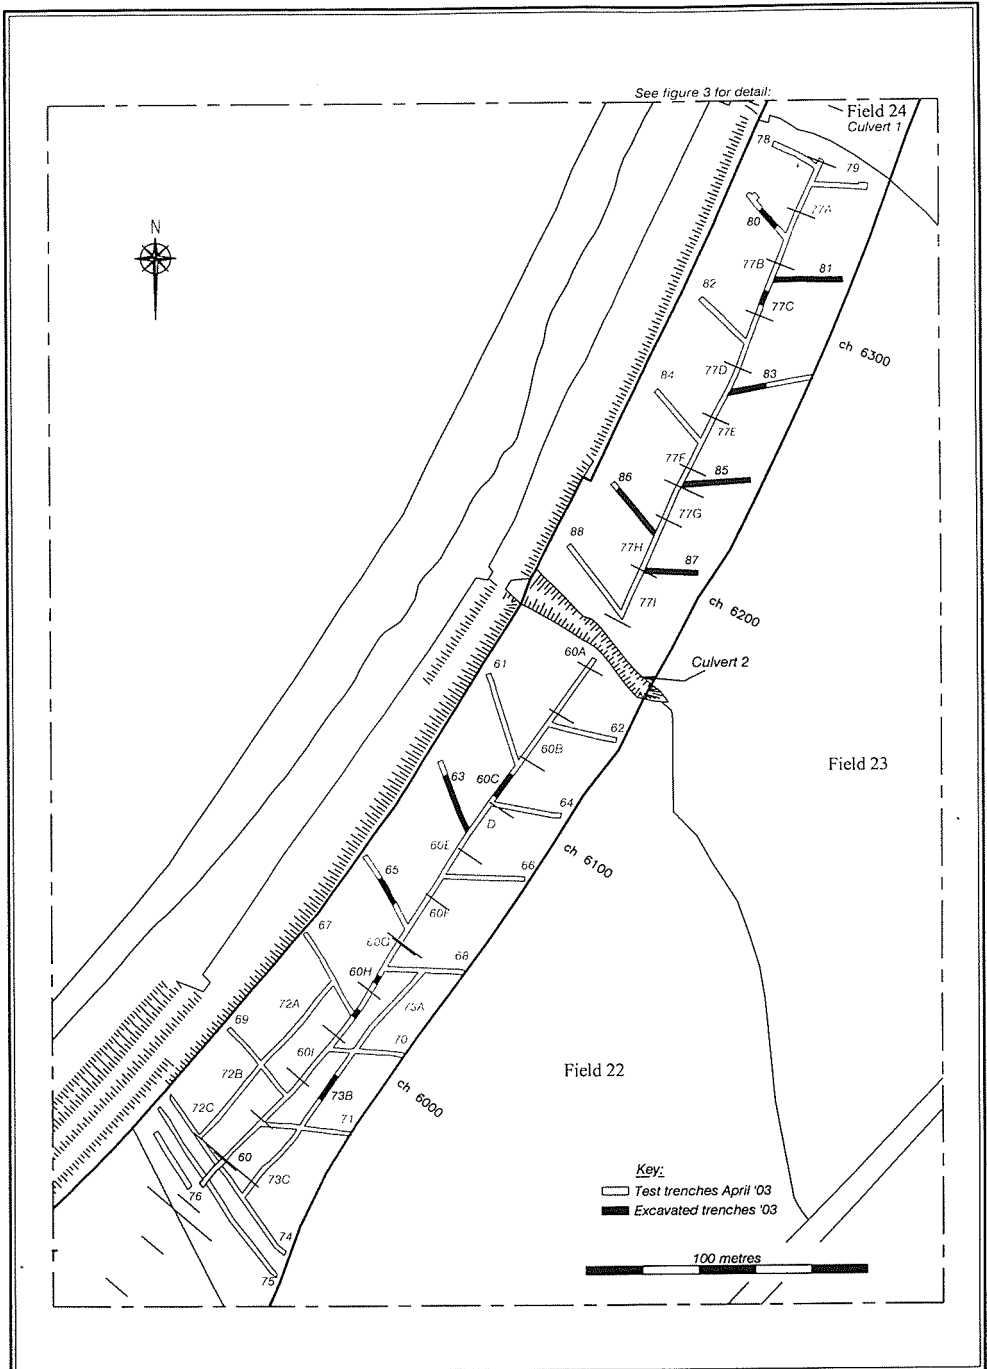 See figure 3 for detail:
Field 24
Culvert 1
78
79
77A
80
77B
81
82
77C
ch 6300
77D
83
84
77E
77F
85
86
77G
88
77H
87
77I
ch 6200
N
60A
Culvert 2
61
62
60B
Field 23
63
60C
64
D
60E
ch 6100
65
66
60F
67
60G
68
60H
72A
73A
69
70
60I
72B
73B
Field 22
ch 6000
72C
71
60
73C
76
74
75
Key:
Test trenches April '03
Excavated trenches '03
100 metres